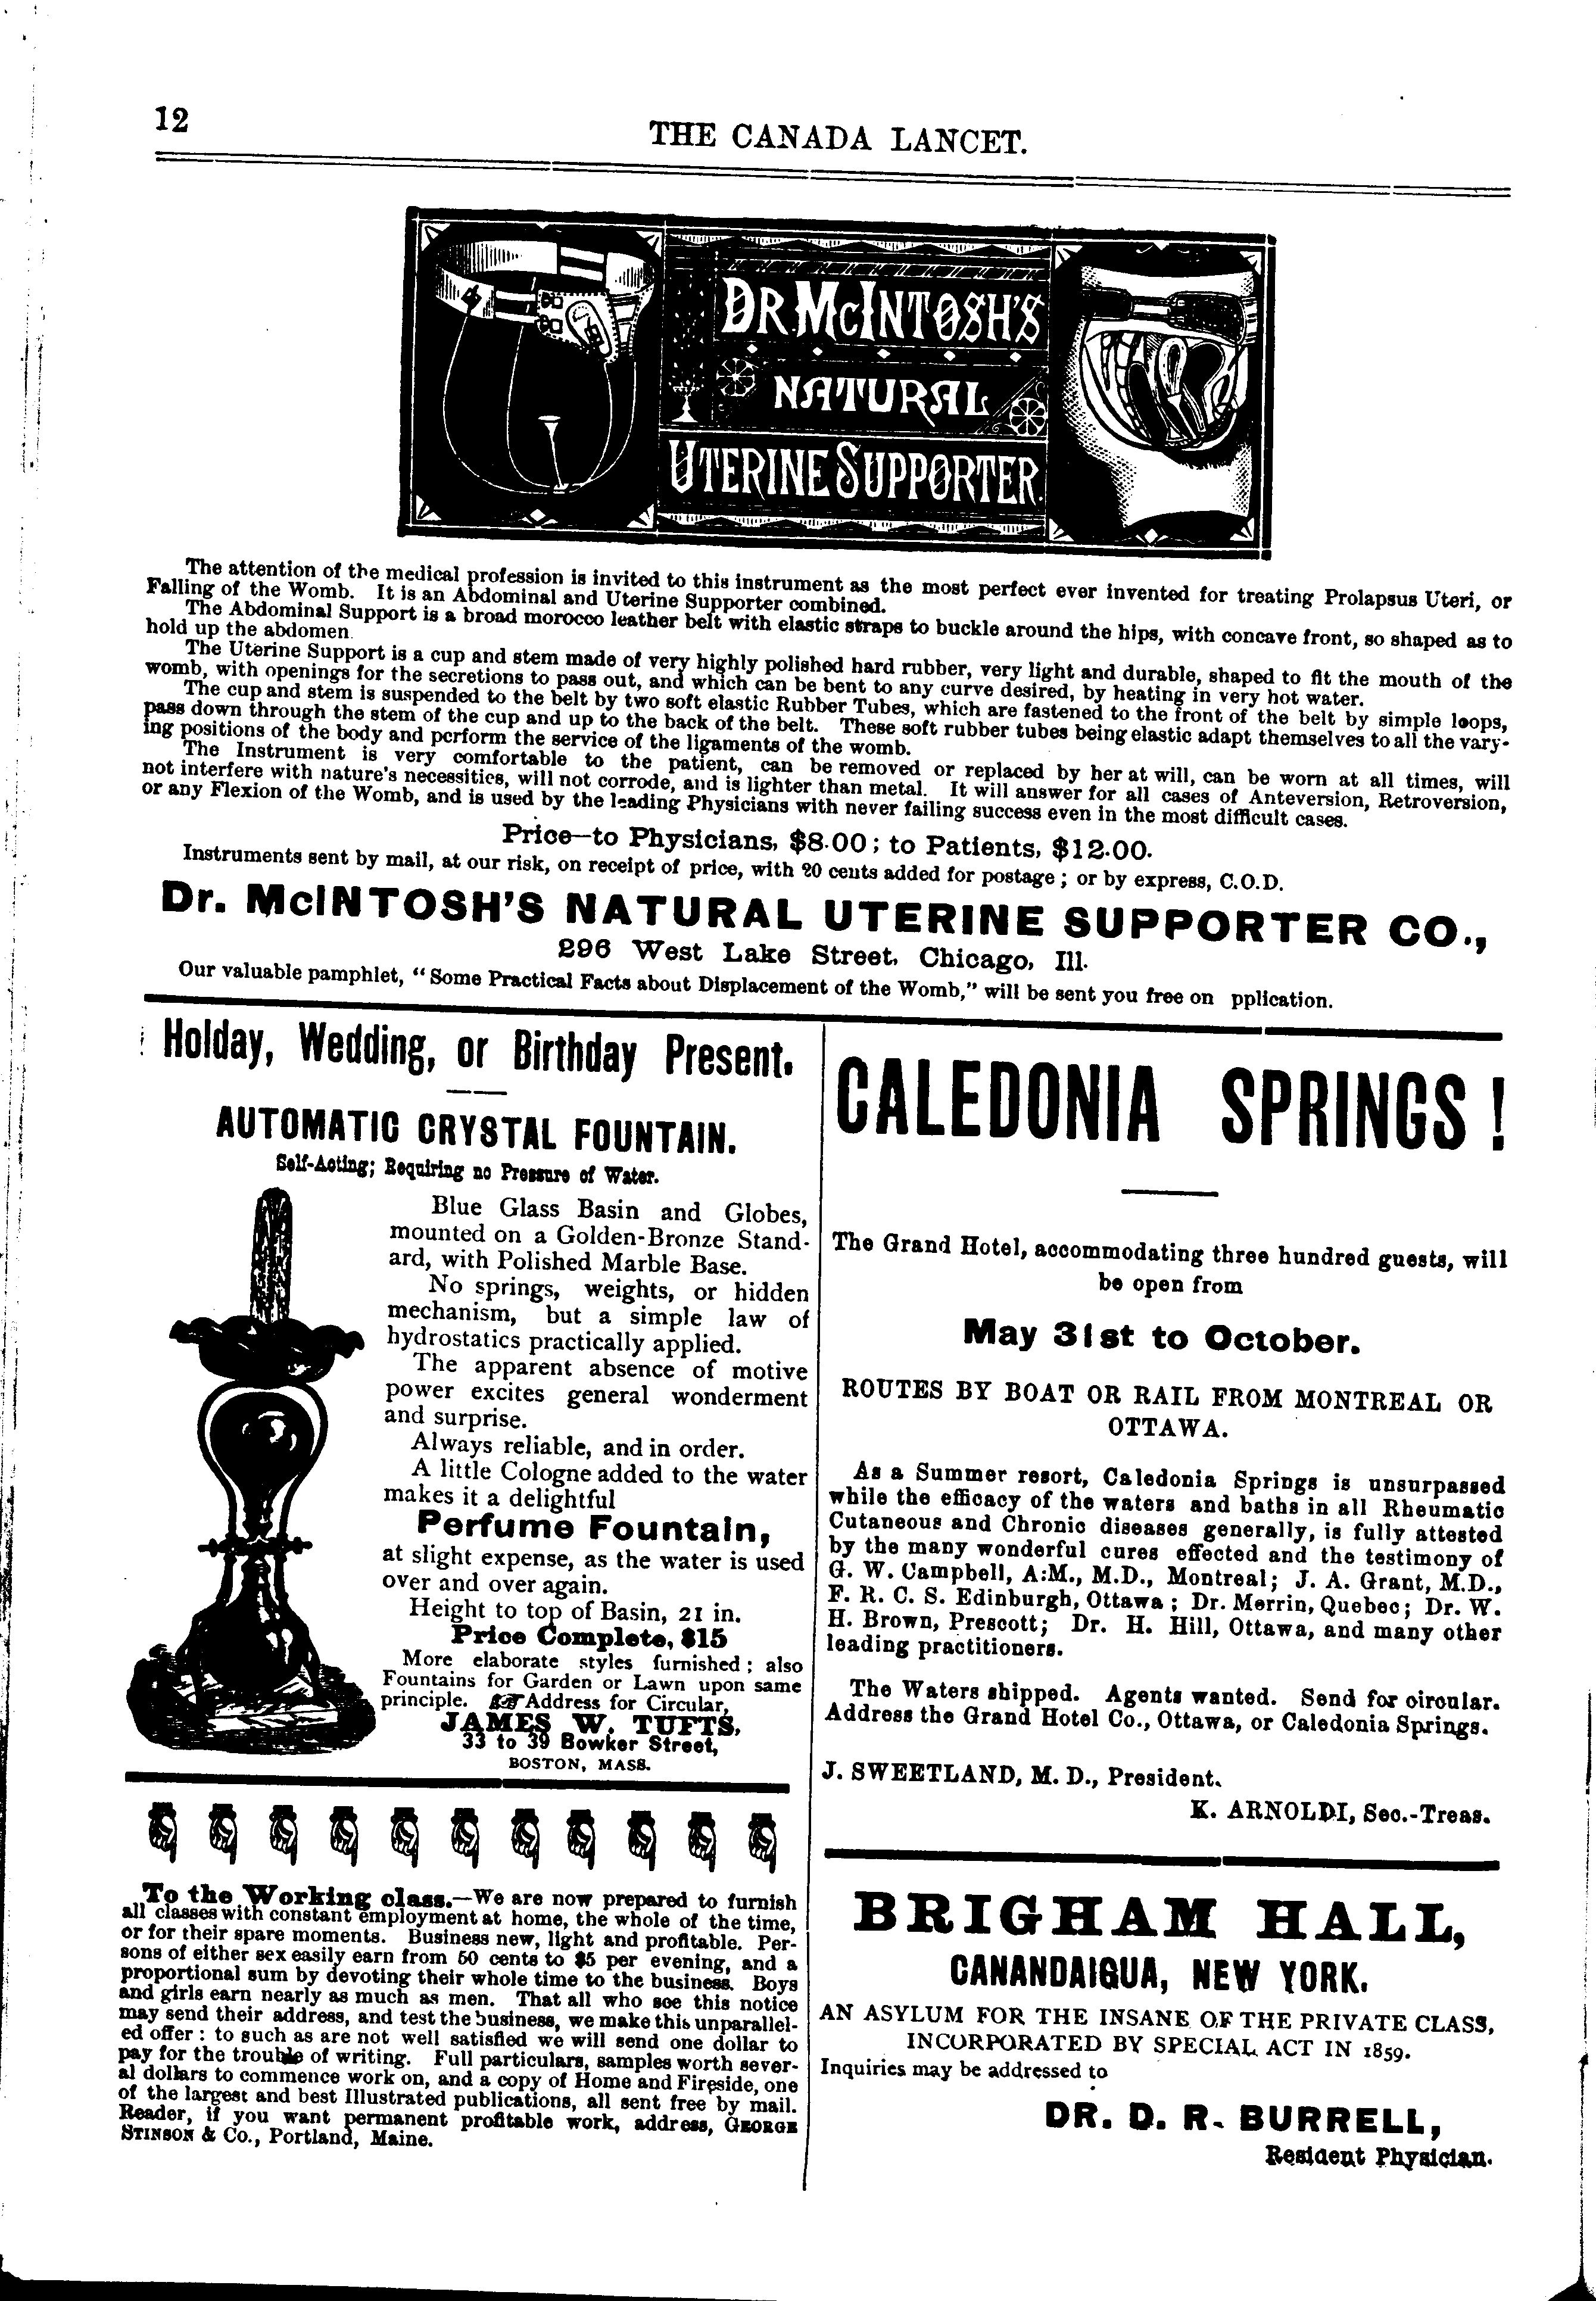 12
THE CANADA LANCET.
DR. MCINTOSH'S
NATURAL
UTERINE SUPPORTER.
The attention of the medical profession is invited to this instrument as the most perfect ever invented for treating Prolapsus Uteri, or
Falling of the Womb. It is an Abdominal and Uterine Supporter combined.
The Abdominal Support is a broad morocco leather belt with elastic straps to buckle around the hips, with concave front, so shaped as to
hold up the abdomen.
The Uterine Support is a cup and stem made of very highly polished hard rubber, very light and durable, shaped to fit the mouth of the
womb, with openings for the secretions to pass out, and which can be bent to any curve desired, by heating in very hot water.
The cup and stem is suspended to the belt by two soft elastic Rubber Tubes, which are fastened to the front of the belt by simple loops,
pass down through the stem of the cup and up to the back of the belt. These soft rubber tubes being elastic adapt themselves to all the vary-
ing positions of the body and perform the service of the ligaments of the womb.
The Instrument is very comfortable to the patient, can be removed or replaced by her at will, can be worn at all times, will
not interfere with nature's necessities, will not corrode, and is lighter than metal. It will answer for all cases of Anteversion, Retroversion,
or any Flexion of the Womb, and is used by the leading Physicians with never failing success even in the most difficult cases.
Price—to Physicians, $8.00; to Patients, $12.00.
Instruments sent by mail, at our risk, on receipt of price, with 20 cents added for postage; or by express, C.O.D.
Dr. McINTOSH'S NATURAL UTERINE SUPPORTER CO.,
296 West Lake Street, Chicago, Ill.
Our valuable pamphlet, "Some Practical Facts about Displacement of the Womb," will be sent you free on pplication.
Holday, Wedding, or Birthday Present.
AUTOMATIC CRYSTAL FOUNTAIN.
Self-Acting; Requiring no Pressure of Water.
Blue Glass Basin and Globes,
mounted on a Golden-Bronze Stand-
ard, with Polished Marble Base.
No springs, weights, or hidden
mechanism, but a simple law of
hydrostatics practically applied.
The apparent absence of motive
power excites general wonderment
and surprise.
Always reliable, and in order.
A little Cologne added to the water
makes it a delightful
Perfume Fountain,
at slight expense, as the water is used
over and over again.
Height to top of Basin, 21 in.
Price Complete, $15
More elaborate styles furnished; also
Fountains for Garden or Lawn upon same
principle. ☞Address for Circular,
JAMES W. TUFTS,
33 to 39 Bowker Street,
BOSTON, MASS.
To the Working class.—We are now prepared to furnish
all classes with constant employment at home, the whole of the time,
or for their spare moments. Business new, light and profitable. Per-
sons of either sex easily earn from 50 cents to $5 per evening, and a
proportional sum by devoting their whole time to the business. Boys
and girls earn nearly as much as men. That all who see this notice
may send their address, and test the business, we make this unparallel-
ed offer: to such as are not well satisfied we will send one dollar to
pay for the trouble of writing. Full particulars, samples worth sever-
al dollars to commence work on, and a copy of Home and Fireside, one
of the largest and best Illustrated publications, all sent free by mail.
Reader, if you want permanent profitable work, address, GEORGE
STINSON & Co., Portland, Maine.
CALEDONIA SPRINGS!
The Grand Hotel, accommodating three hundred guests, will
be open from
May 31st to October.
ROUTES BY BOAT OR RAIL FROM MONTREAL OR
OTTAWA.
As a Summer resort, Caledonia Springs is unsurpassed
while the efficacy of the waters and baths in all Rheumatic
Cutaneous and Chronic diseases generally, is fully attested
by the many wonderful cures effected and the testimony of
G. W. Campbell, A.M., M.D., Montreal; J. A. Grant, M.D.,
F. R. C. S. Edinburgh, Ottawa; Dr. Merrin, Quebec; Dr. W.
H. Brown, Prescott; Dr. H. Hill, Ottawa, and many other
leading practitioners.
The Waters shipped. Agents wanted. Send for circular.
Address the Grand Hotel Co., Ottawa, or Caledonia Springs.
J. SWEETLAND, M. D., President.
K. ARNOLDI, Sec.-Treas.
BRIGHAM HALL,
CANANDAIGUA, NEW YORK.
AN ASYLUM FOR THE INSANE OF THE PRIVATE CLASS,
INCORPORATED BY SPECIAL ACT IN 1859.
Inquiries may be addressed to
DR. D. R. BURRELL,
Resident Physician.